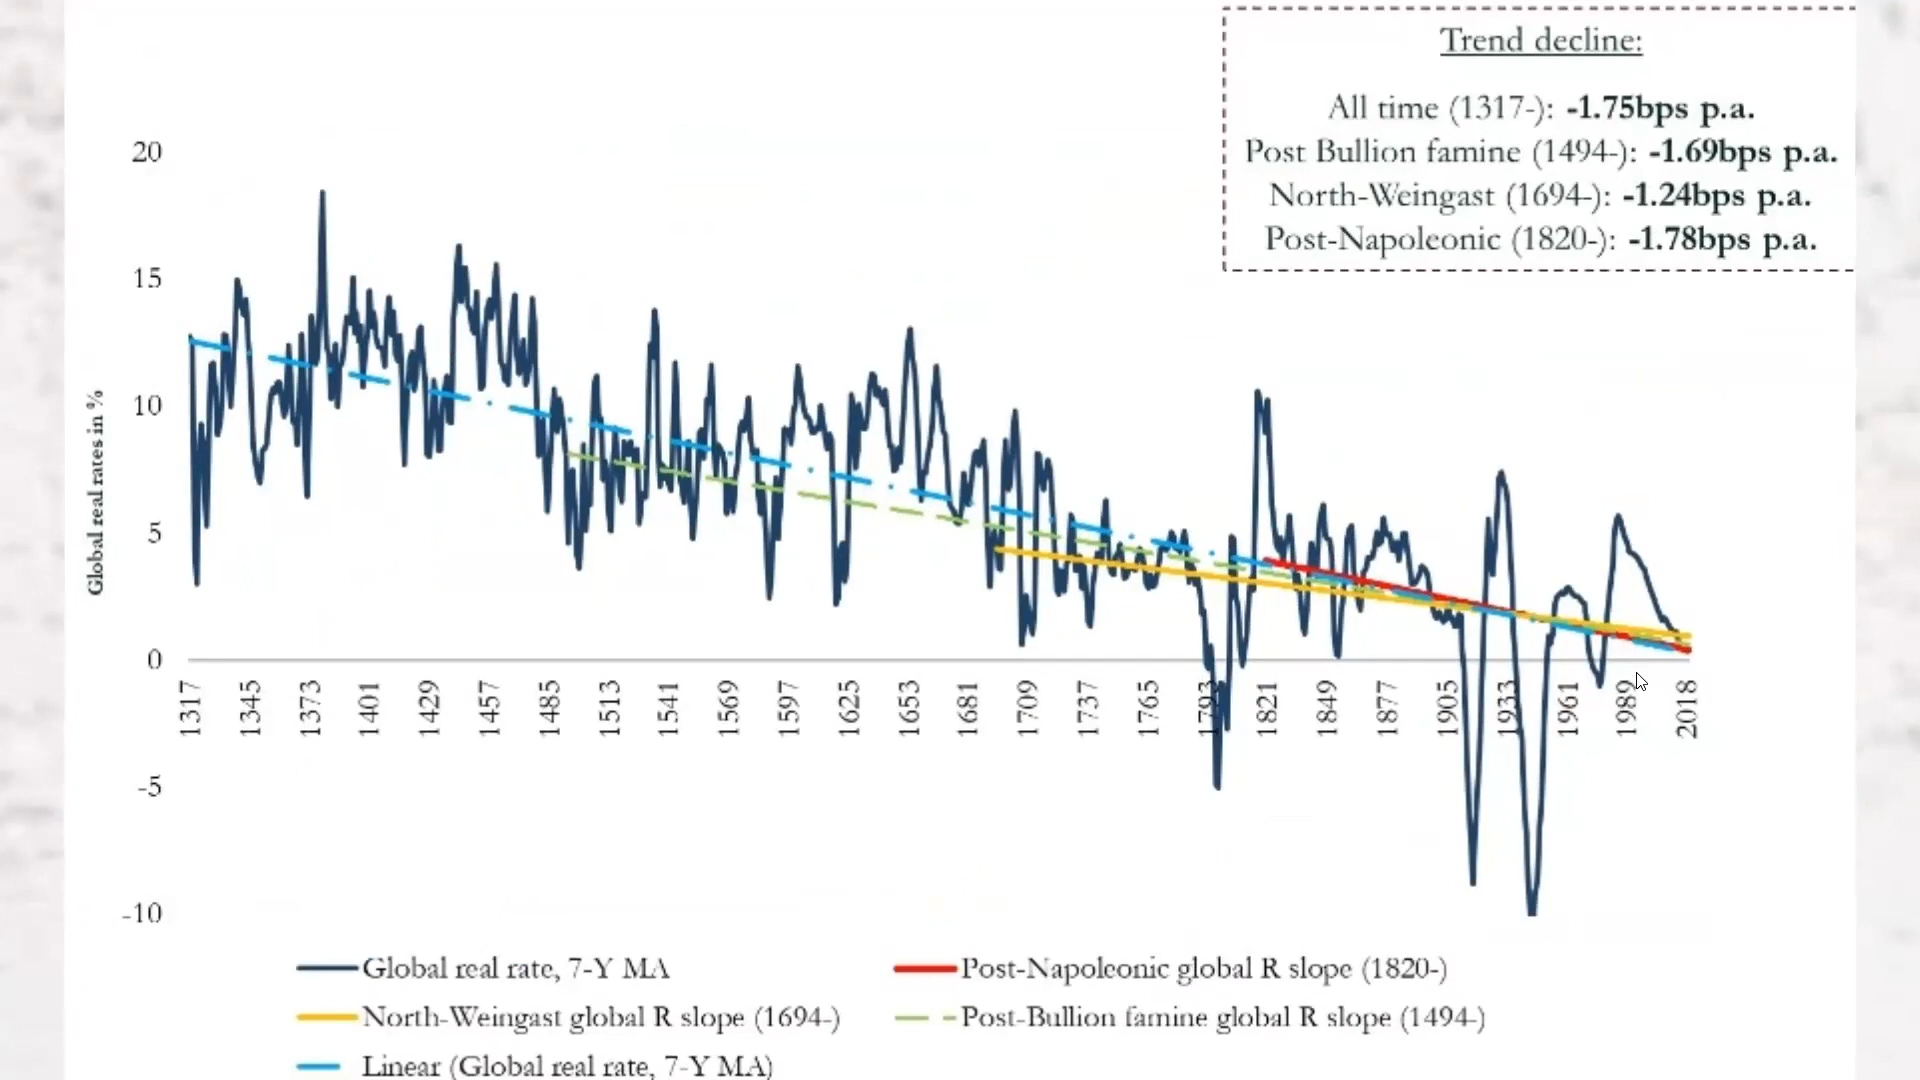 Trend decline:
All time (1317-): -1.75bps p.a.
Post Bullion famine (1494-): -1.69bps p.a.
North-Weingast (1694-): -1.24bps p.a.
Post-Napoleonic (1820-): -1.78bps p.a.
20
15
10
5
0
-5
-10
Global real rates in %
1317 1345 1373 1401 1429 1457 1485 1513 1541 1569 1597 1625 1653 1681 1709 1737 1765 1793 1821 1849 1877 1905 1933 1961 1989 2018
Global real rate, 7-Y MA
Post-Napoleonic global R slope (1820-)
North-Weingast global R slope (1694-)
Post-Bullion famine global R slope (1494-)
Linear (Global real rate, 7-Y MA)